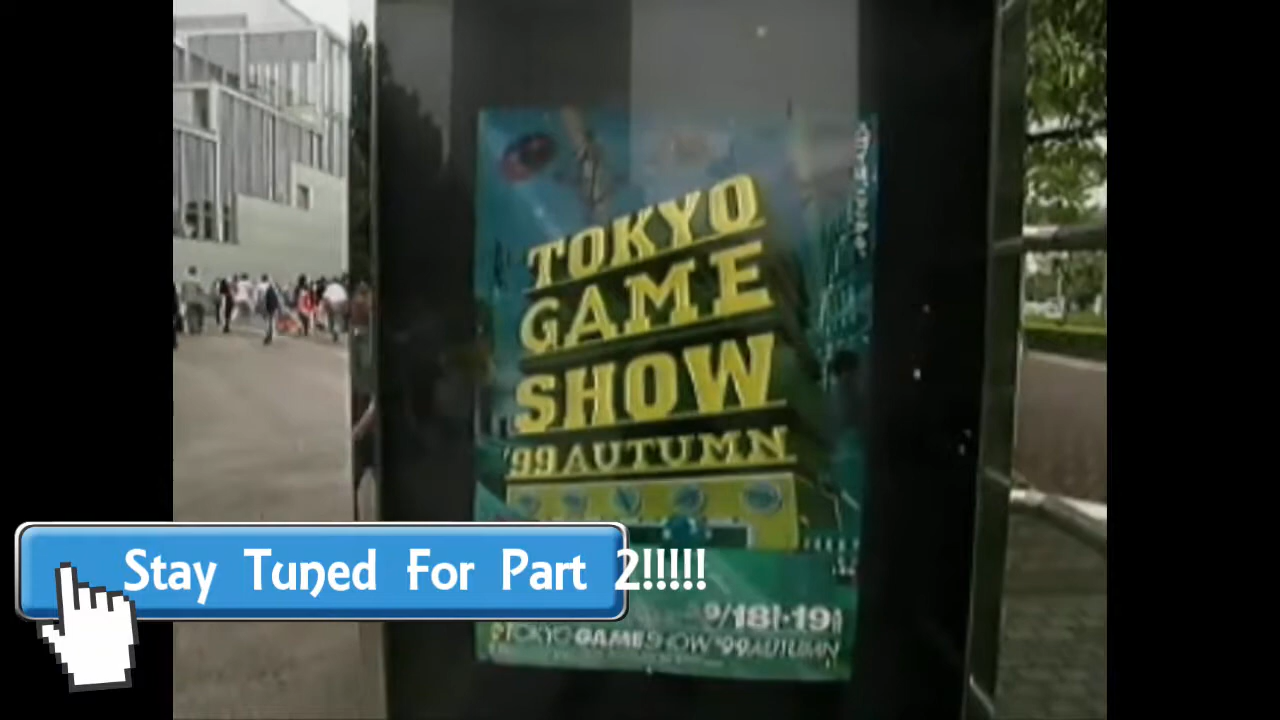 TOKYO
GAME
SHOW
'99 AUTUMN
Stay Tuned For Part 2!!!!!
9/18 -19
TOKYO GAME SHOW '99 AUTUMN